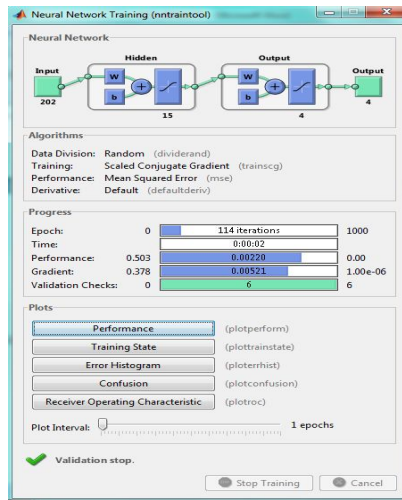 Neural Network Training (nntraintool)
Neural Network
Hidden Output
Input W W Output
b b
202 4
15 4
Algorithms
Data Division: Random (dividerand)
Training: Scaled Conjugate Gradient (trainscg)
Performance: Mean Squared Error (mse)
Derivative: Default (defaultderiv)
Progress
Epoch: 0 114 iterations 1000
Time: 0:00:02
Performance: 0.503 0.00220 0.00
Gradient: 0.378 0.00521 1.00e-06
Validation Checks: 0 6 6
Plots
Performance (plotperform)
Training State (plottrainstate)
Error Histogram (ploterrhist)
Confusion (plotconfusion)
Receiver Operating Characteristic (plotroc)
Plot Interval: 1 epochs
Validation stop.
Stop Training Cancel